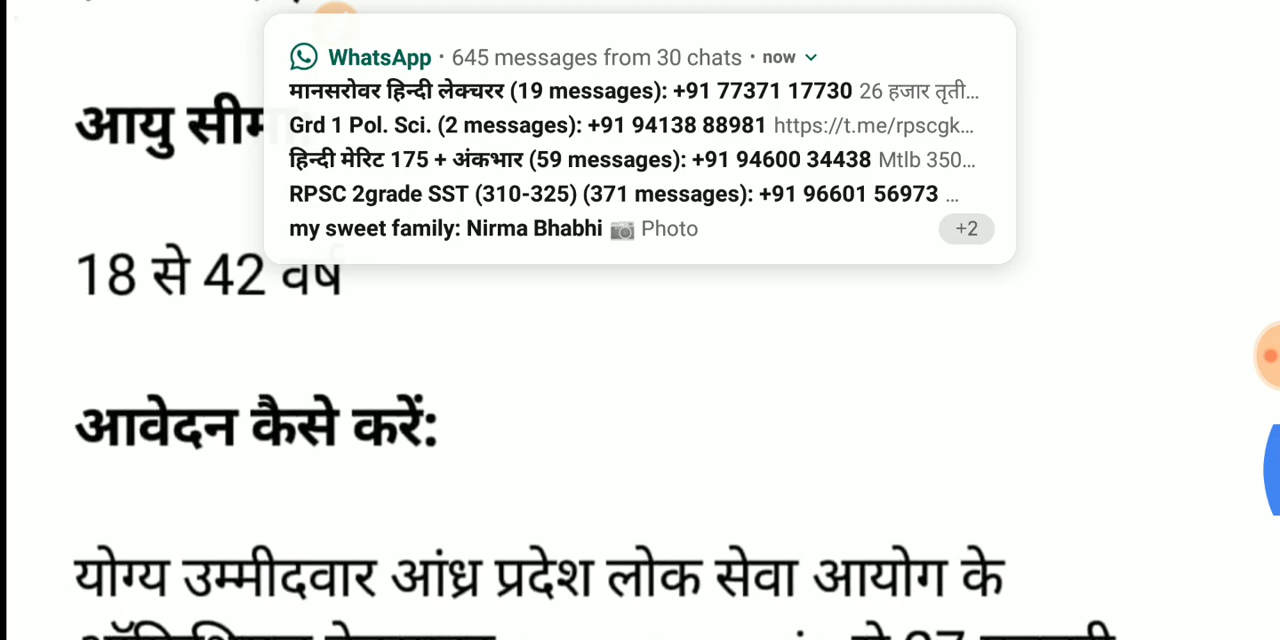 WhatsApp · 645 messages from 30 chats · now
मानसरोवर हिन्दी लेक्चरर (19 messages): +91 77371 17730 26 हजार तृती...
Grd 1 Pol. Sci. (2 messages): +91 94138 88981 https://t.me/rpscgk...
हिन्दी मेरिट 175 + अंकभार (59 messages): +91 94600 34438 Mtlb 350...
RPSC 2grade SST (310-325) (371 messages): +91 96601 56973 ...
my sweet family: Nirma Bhabhi 📷 Photo
+2
आयु सीमा
18 से 42 वर्ष
आवेदन कैसे करें:
योग्य उम्मीदवार आंध्र प्रदेश लोक सेवा आयोग के